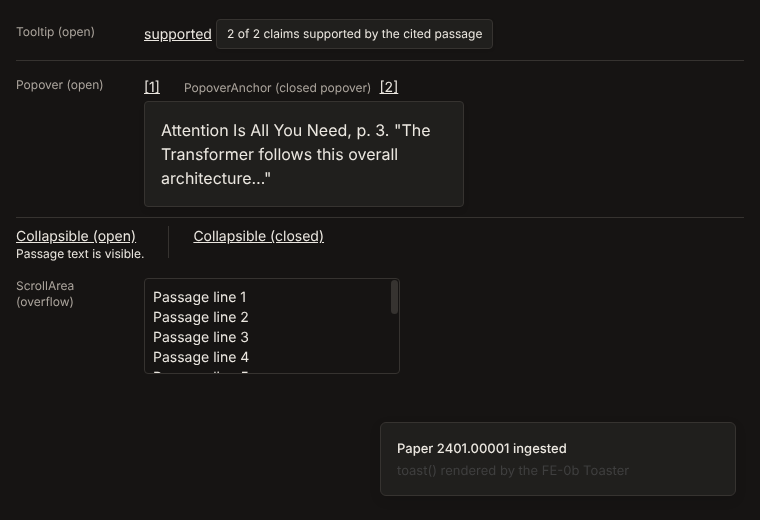 Tooltip (open)
supported
2 of 2 claims supported by the cited passage
Popover (open)
[1]
PopoverAnchor (closed popover)
[2]
Attention Is All You Need, p. 3. "The
Transformer follows this overall
architecture..."
Collapsible (open)
Collapsible (closed)
Passage text is visible.
ScrollArea
(overflow)
Passage line 1
Passage line 2
Passage line 3
Passage line 4
Paper 2401.00001 ingested
toast() rendered by the FE-0b Toaster